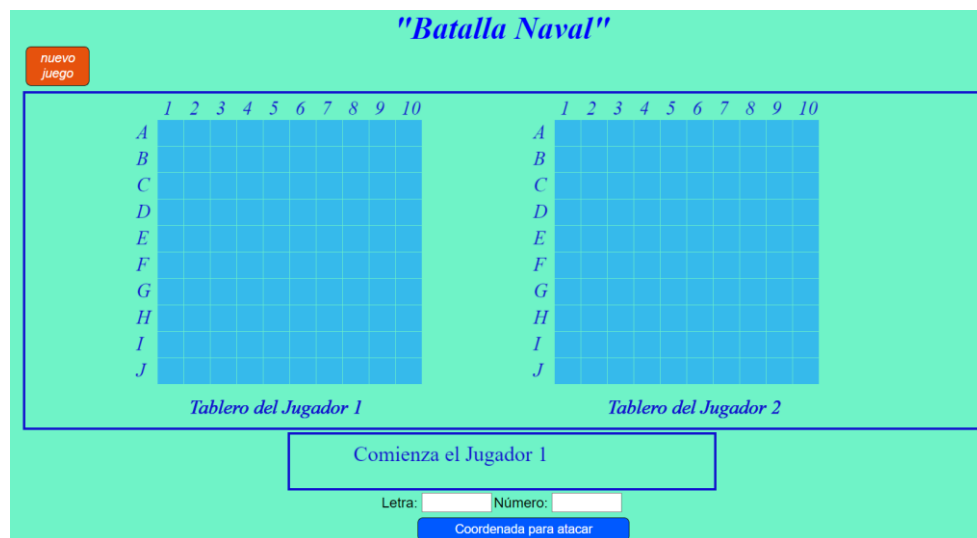 "Batalla Naval"
nuevo
juego
1 2 3 4 5 6 7 8 9 10
A
B
C
D
E
F
G
H
I
J
Tablero del Jugador 1
1 2 3 4 5 6 7 8 9 10
A
B
C
D
E
F
G
H
I
J
Tablero del Jugador 2
Comienza el Jugador 1
Letra: Número:
Coordenada para atacar